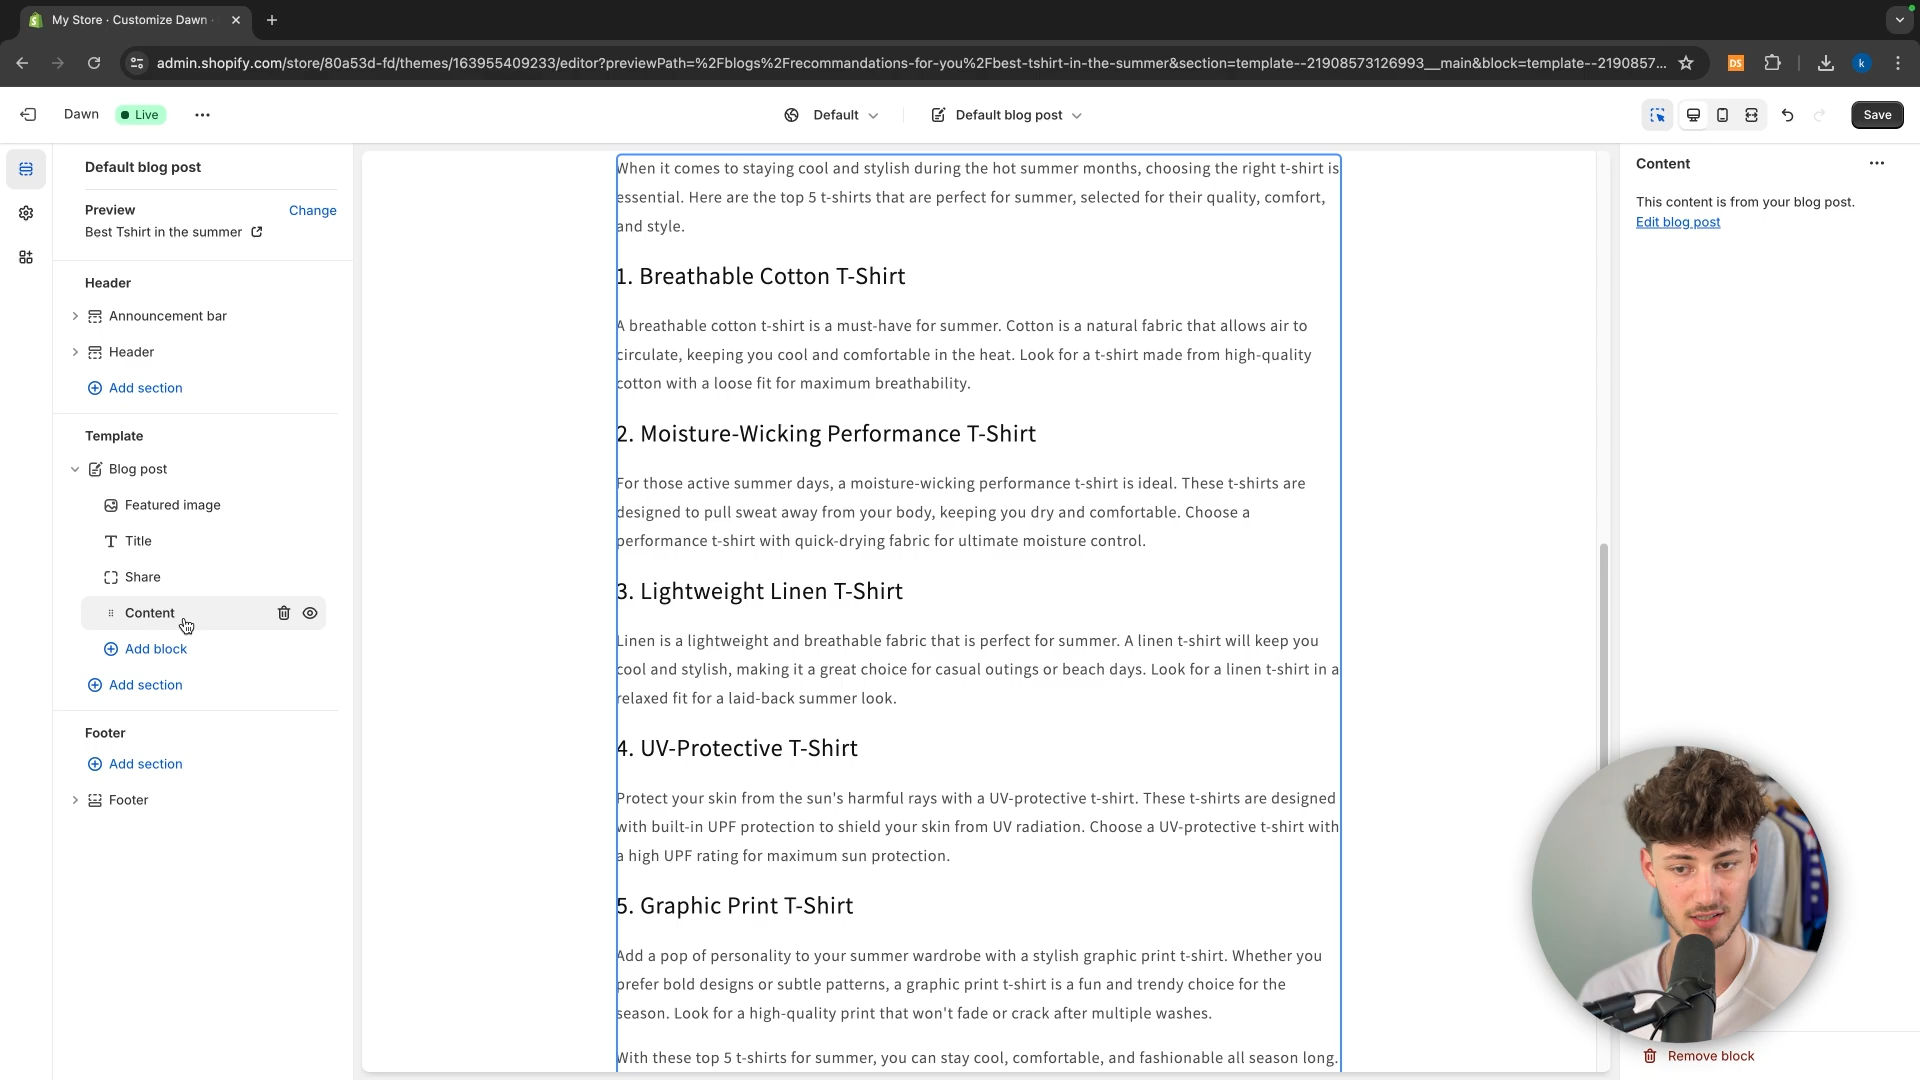 My Store · Customize Dawn ·
admin.shopify.com/store/80a53d-fd/themes/163955409233/editor?previewPath=%2Fblogs%2Frecommandations-for-you%2Fbest-tshirt-in-the-summer&section=template--21908573126993__main&block=template--2190857...
DS
k
Dawn
Live
Default
Default blog post
Save
Default blog post
Preview
Change
Best Tshirt in the summer
Header
Announcement bar
Header
Add section
Template
Blog post
Featured image
Title
Share
Content
Add block
Add section
Footer
Add section
Footer
When it comes to staying cool and stylish during the hot summer months, choosing the right t-shirt is
essential. Here are the top 5 t-shirts that are perfect for summer, selected for their quality, comfort,
and style.
1. Breathable Cotton T-Shirt
A breathable cotton t-shirt is a must-have for summer. Cotton is a natural fabric that allows air to
circulate, keeping you cool and comfortable in the heat. Look for a t-shirt made from high-quality
cotton with a loose fit for maximum breathability.
2. Moisture-Wicking Performance T-Shirt
For those active summer days, a moisture-wicking performance t-shirt is ideal. These t-shirts are
designed to pull sweat away from your body, keeping you dry and comfortable. Choose a
performance t-shirt with quick-drying fabric for ultimate moisture control.
3. Lightweight Linen T-Shirt
Linen is a lightweight and breathable fabric that is perfect for summer. A linen t-shirt will keep you
cool and stylish, making it a great choice for casual outings or beach days. Look for a linen t-shirt in a
relaxed fit for a laid-back summer look.
4. UV-Protective T-Shirt
Protect your skin from the sun's harmful rays with a UV-protective t-shirt. These t-shirts are designed
with built-in UPF protection to shield your skin from UV radiation. Choose a UV-protective t-shirt with
a high UPF rating for maximum sun protection.
5. Graphic Print T-Shirt
Add a pop of personality to your summer wardrobe with a stylish graphic print t-shirt. Whether you
prefer bold designs or subtle patterns, a graphic print t-shirt is a fun and trendy choice for the
season. Look for a high-quality print that won't fade or crack after multiple washes.
With these top 5 t-shirts for summer, you can stay cool, comfortable, and fashionable all season long.
Content
This content is from your blog post.
Edit blog post
Remove block